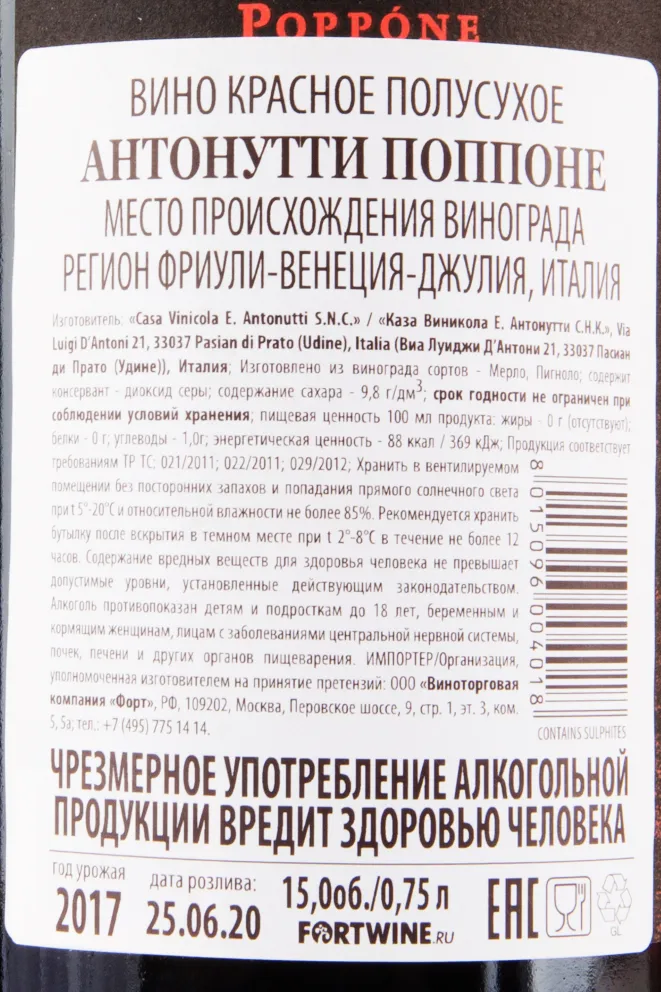 POPPÓNE
ВИНО КРАСНОЕ ПОЛУСУХОЕ
АНТОНУТТИ ПОППОНЕ
МЕСТО ПРОИСХОЖДЕНИЯ ВИНОГРАДА
РЕГИОН ФРИУЛИ-ВЕНЕЦИЯ-ДЖУЛИЯ, ИТАЛИЯ
Изготовитель: «Casa Vinicola E. Antonutti S.N.C.» / «Каза Виникола Е. Антонутти С.Н.К.», Via
Luigi D'Antoni 21, 33037 Pasian di Prato (Udine), Italia (Виа Луиджи Д'Антони 21, 33037 Пасиан
ди Прато (Удине)), Италия; Изготовлено из винограда сортов - Мерло, Пигноло; содержит
консервант - диоксид серы; содержание сахара - 9,8 г/дм³; срок годности не ограничен при
соблюдении условий хранения; пищевая ценность 100 мл продукта: жиры - 0 г (отсутствуют);
белки - 0 г; углеводы - 1,0г; энергетическая ценность - 88 ккал / 369 кДж; Продукция соответствует
требованиям ТР ТС: 021/2011; 022/2011; 029/2012; Хранить в вентилируемом
помещении без посторонних запахов и попадания прямого солнечного света
при t 5°-20°С и относительной влажности не более 85%. Рекомендуется хранить
бутылку после вскрытия в темном месте при t 2°-8°С в течение не более 12
часов. Содержание вредных веществ для здоровья человека не превышает
допустимые уровни, установленные действующим законодательством.
Алкоголь противопоказан детям и подросткам до 18 лет, беременным и
кормящим женщинам, лицам с заболеваниями центральной нервной системы,
почек, печени и других органов пищеварения. ИМПОРТЕР/Организация,
уполномоченная изготовителем на принятие претензий: ООО «Виноторговая
компания «Форт», РФ, 109202, Москва, Перовское шоссе, 9, стр. 1, эт. 3, ком.
5, 5а; тел.: +7 (495) 775 14 14.
8 015096 004018
CONTAINS SULPHITES
ЧРЕЗМЕРНОЕ УПОТРЕБЛЕНИЕ АЛКОГОЛЬНОЙ
ПРОДУКЦИИ ВРЕДИТ ЗДОРОВЬЮ ЧЕЛОВЕКА
год урожая
2017
дата розлива:
25.06.20
15,0об./0,75 л
FORTWINE.RU
EAC
GL